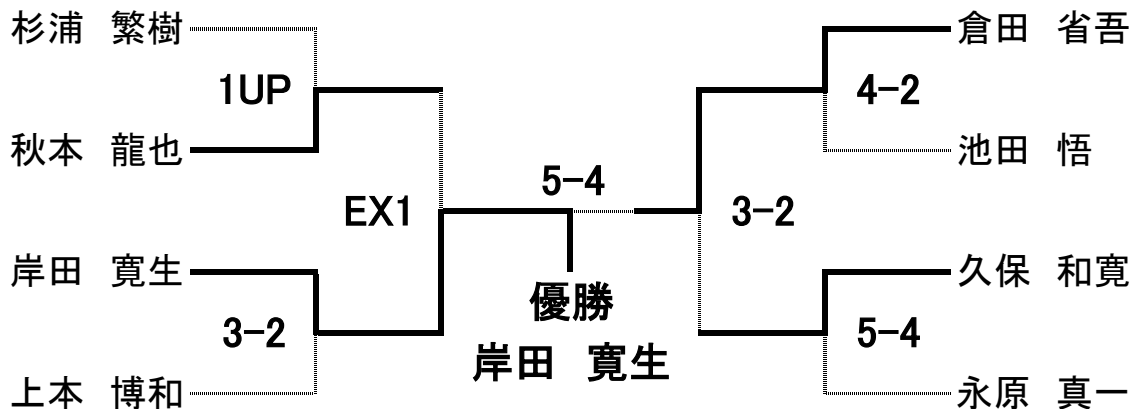 杉浦　繁樹
1UP
秋本　龍也
EX1
岸田　寛生
3-2
上本　博和
5-4
優勝
岸田　寛生
倉田　省吾
4-2
池田　悟
3-2
久保　和寛
5-4
永原　真一